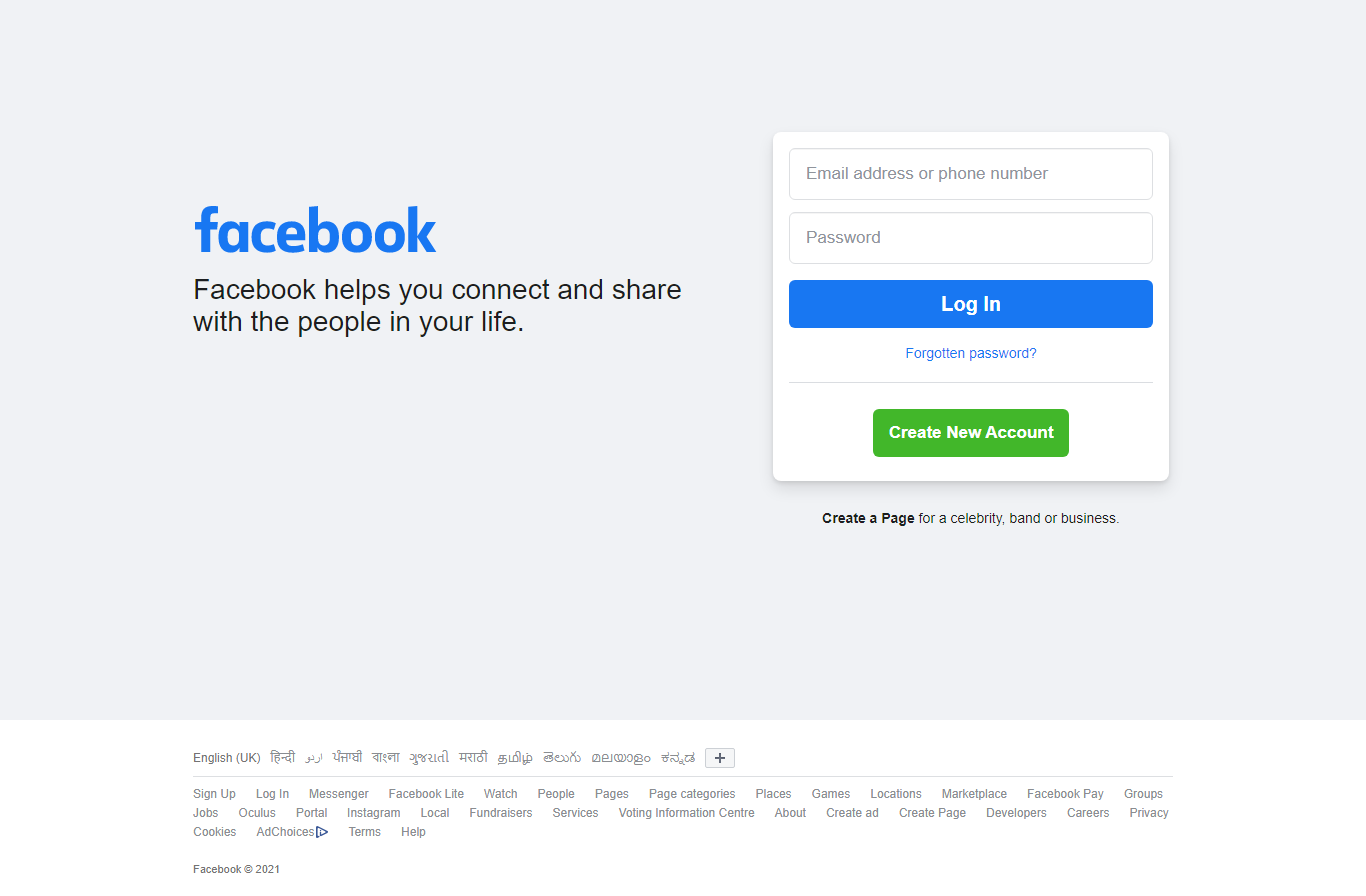 facebook
Facebook helps you connect and share
with the people in your life.
Email address or phone number
Password
Log In
Forgotten password?
Create New Account
Create a Page for a celebrity, band or business.
English (UK) हिन्दी اردو ਪੰਜਾਬੀ বাংলা ગુજરાતી मराठी தமிழ் తెలుగు മലയാളം ಕನ್ನಡ +
Sign Up Log In Messenger Facebook Lite Watch People Pages Page categories Places Games Locations Marketplace Facebook Pay Groups
Jobs Oculus Portal Instagram Local Fundraisers Services Voting Information Centre About Create ad Create Page Developers Careers Privacy
Cookies AdChoices Terms Help
Facebook © 2021